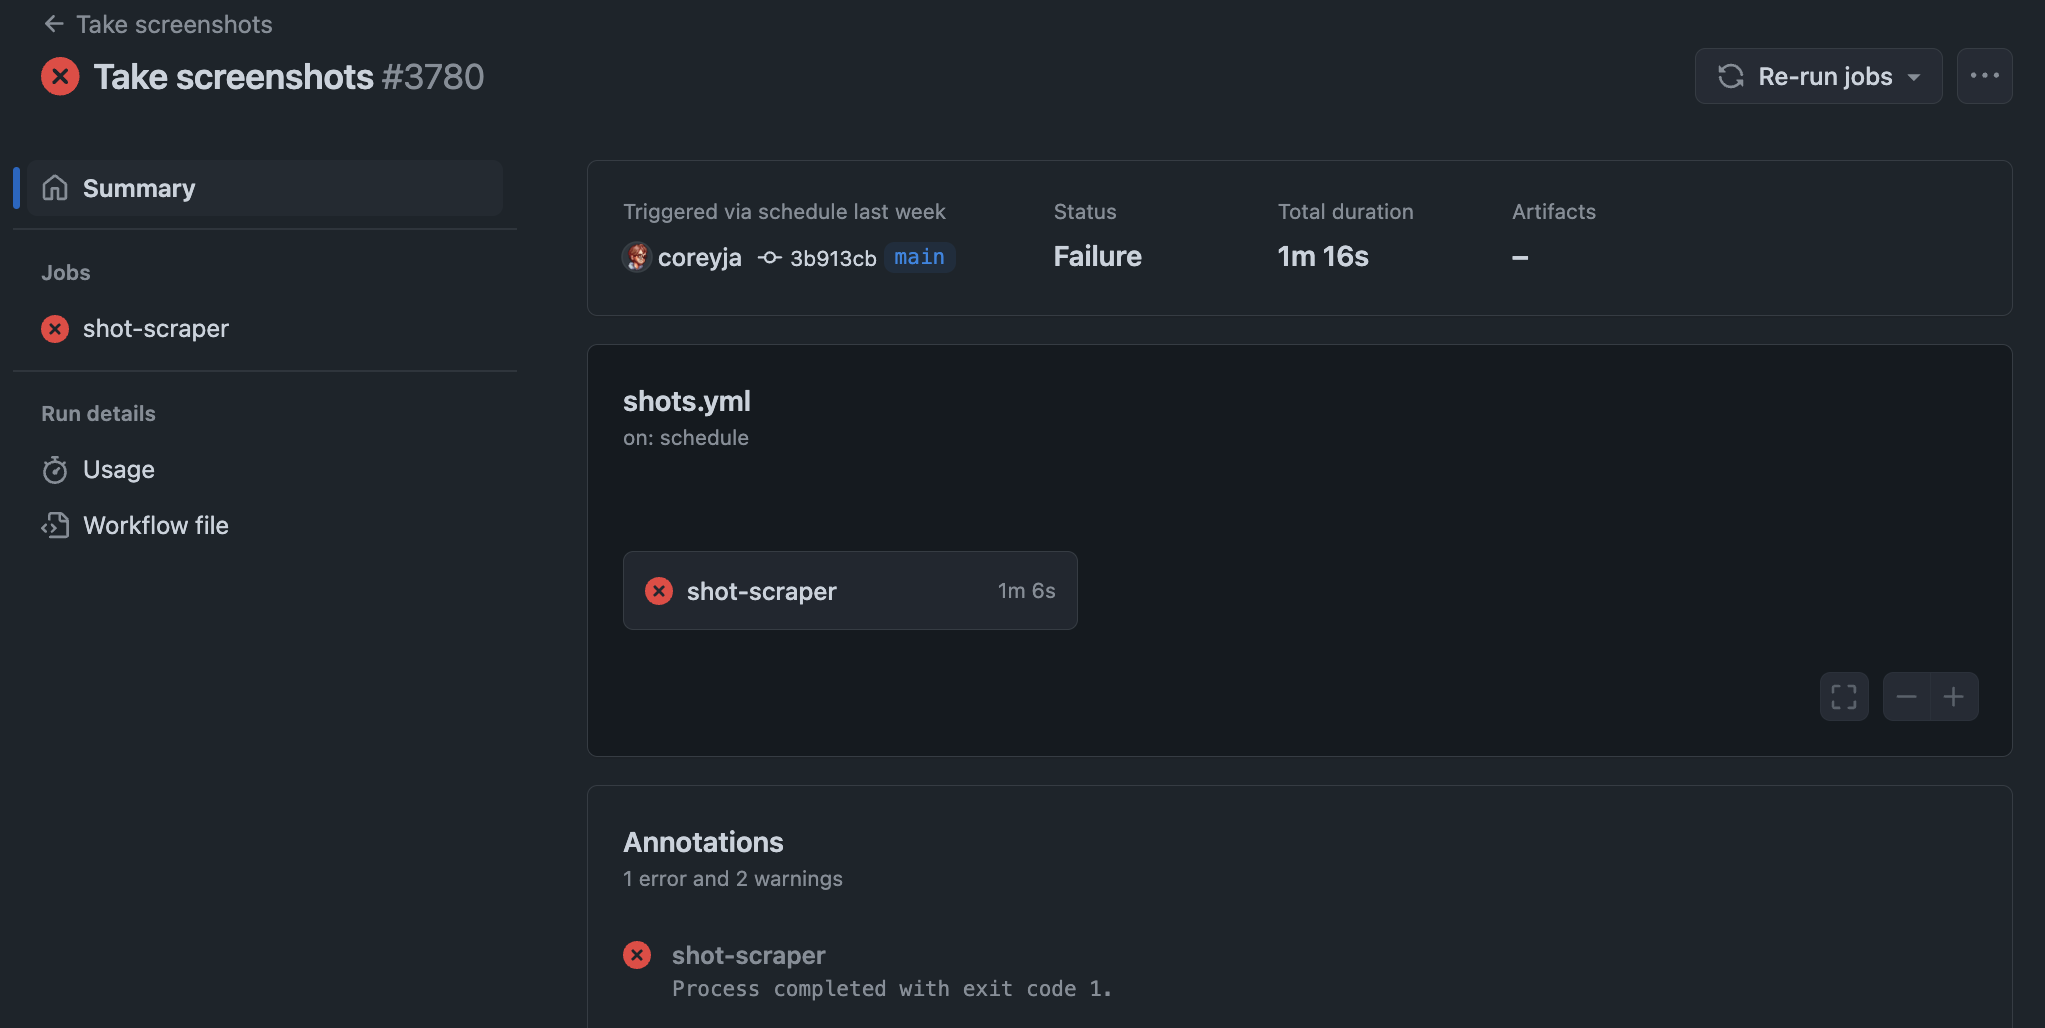 Take screenshots
Take screenshots #3780
Re-run jobs
Summary
Jobs
shot-scraper
Run details
Usage
Workflow file
Triggered via schedule last week
coreyja 3b913cb main
Status
Failure
Total duration
1m 16s
Artifacts
–
shots.yml
on: schedule
shot-scraper 1m 6s
Annotations
1 error and 2 warnings
shot-scraper
Process completed with exit code 1.